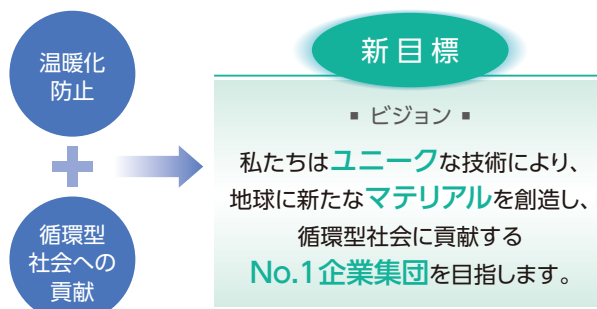 温暖化
防止
循環型
社会への
貢献
新目標
▪ ビジョン ▪
私たちはユニークな技術により、
地球に新たなマテリアルを創造し、
循環型社会に貢献する
No.1企業集団を目指します。